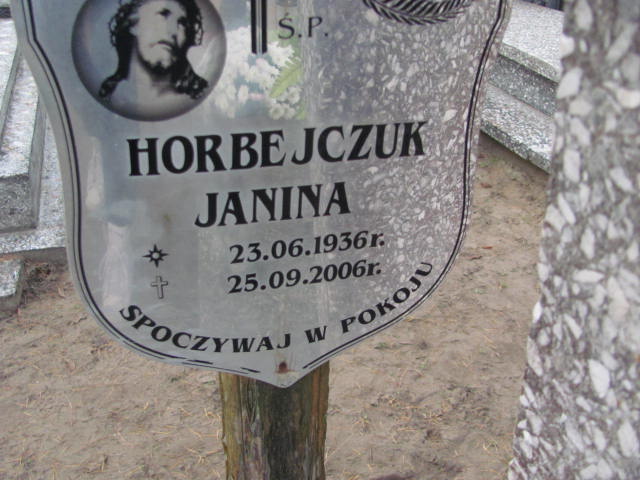 Ś.P.
HORBEJCZUK
JANINA
23.06.1936r.
25.09.2006r.
SPOCZYWAJ W POKOJU